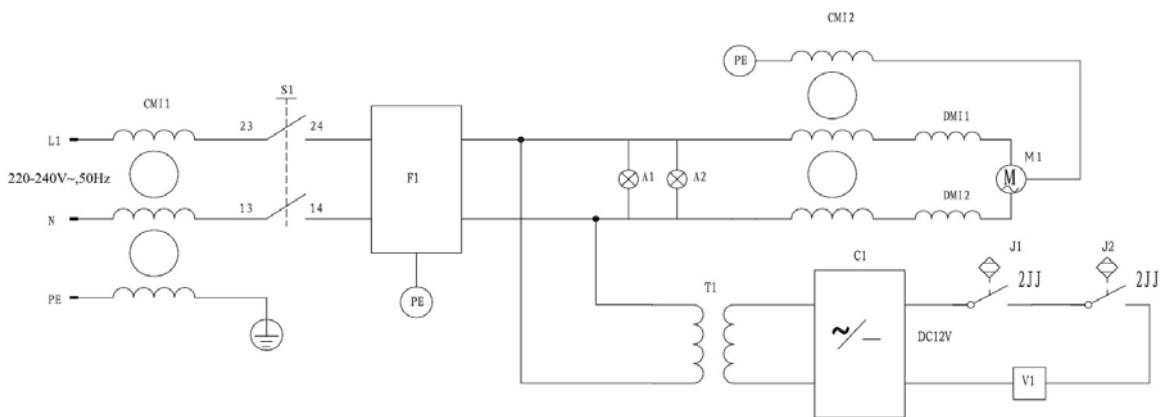 CMI2
PE
CMI1
S1
L1
23
24
F1
DMI1
A1
A2
M1
M
220-240V~,50Hz
N
13
14
DMI2
PE
PE
T1
C1
J1
J2
2JJ
2JJ
~/—
DC12V
V1